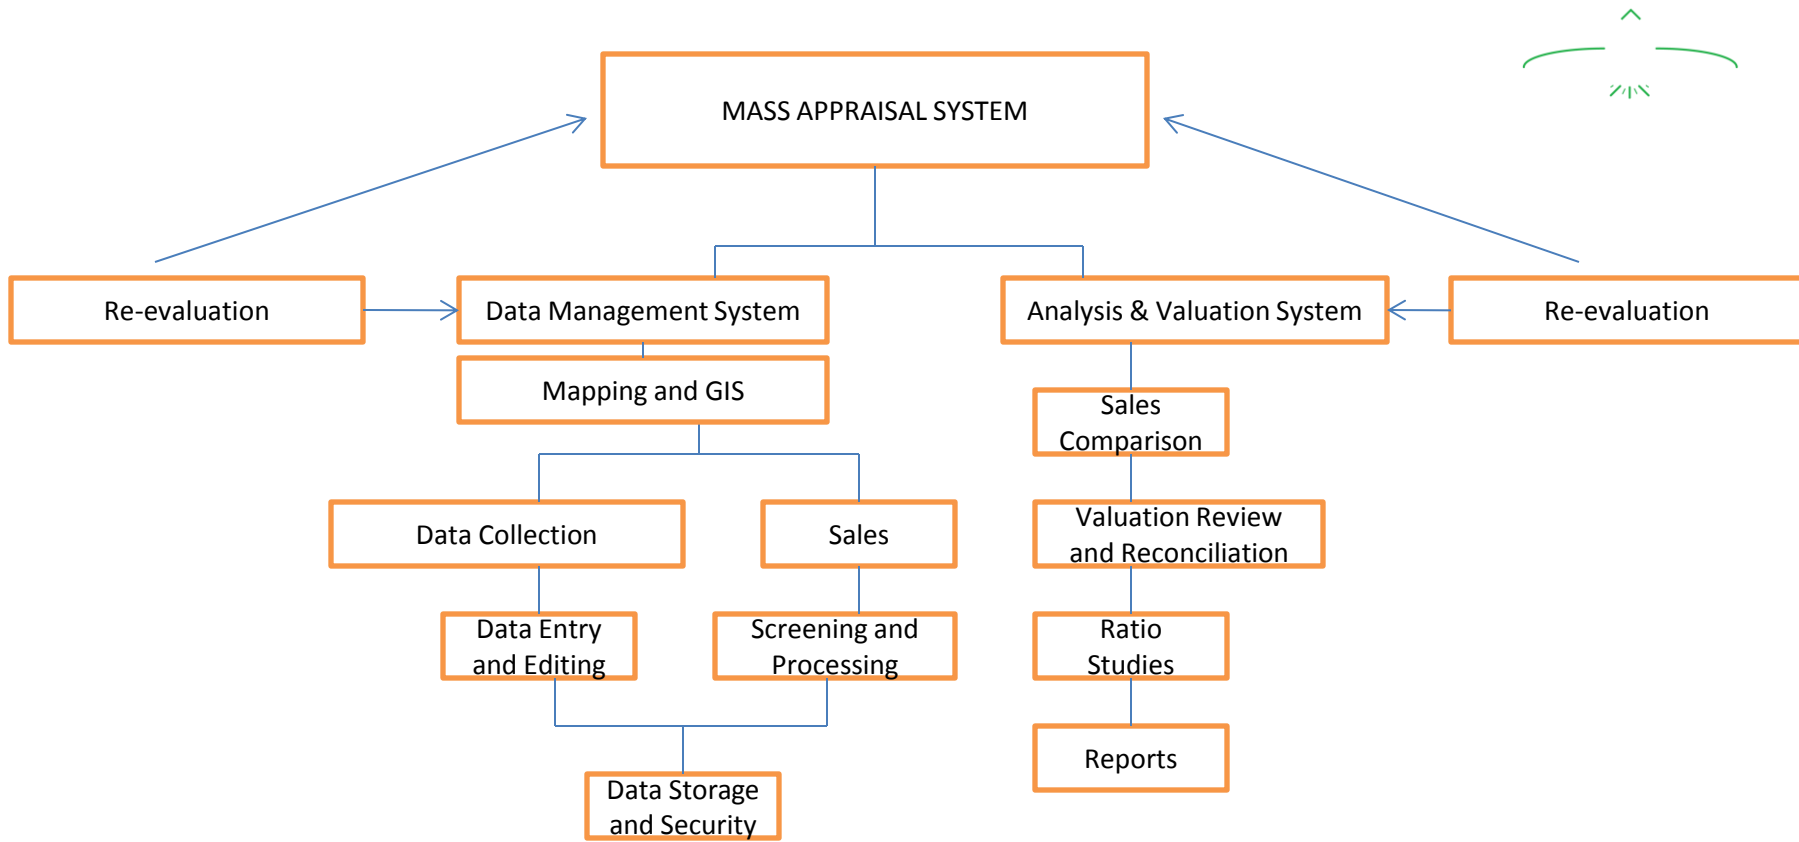 MASS APPRAISAL SYSTEM
Re-evaluation
Data Management System
Analysis & Valuation System
Re-evaluation
Mapping and GIS
Sales
Comparison
Data Collection
Sales
Valuation Review
and Reconciliation
Data Entry
and Editing
Screening and
Processing
Ratio
Studies
Reports
Data Storage
and Security